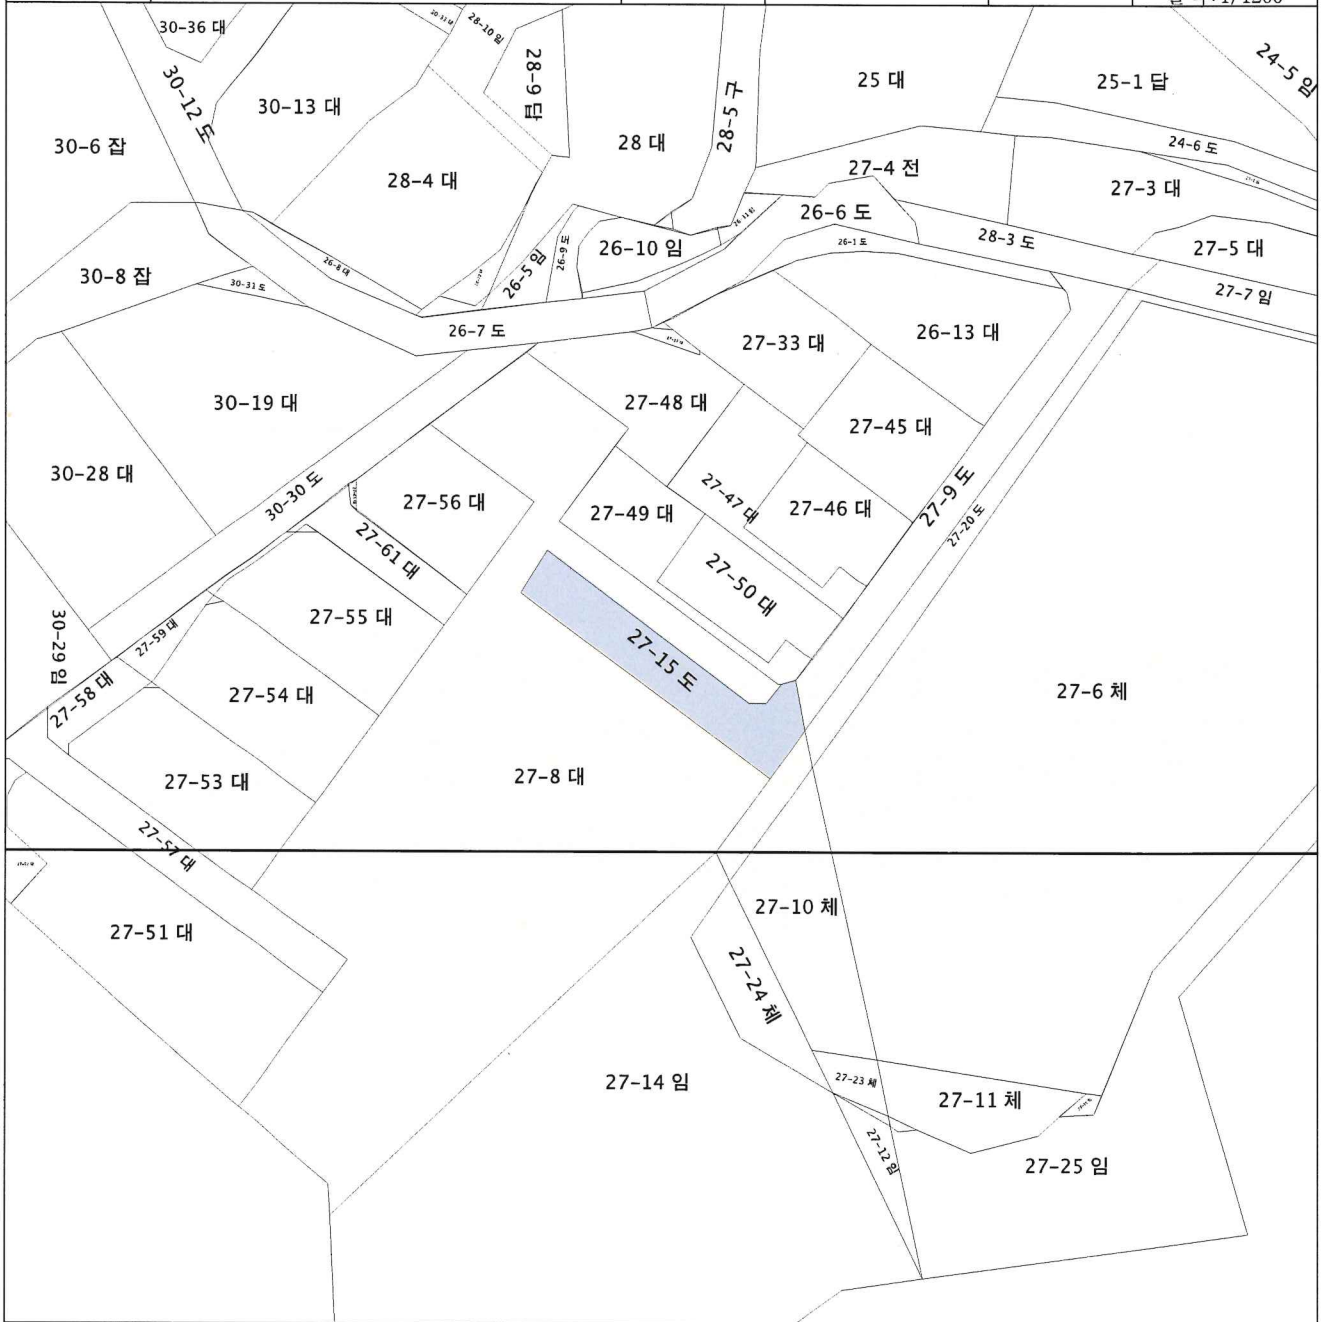 30-36 대
28-10 임
24-5 임
28-9 답
30-12 도
30-13 대
25 대
25-1 답
28-5 구
30-6 잡
28 대
24-6 도
28-4 대
27-4 전
27-3 대
26-6 도
28-3 도
26-1 도
26-10 임
26-9 도
27-5 대
26-5 임
26-8 대
30-8 잡
30-31 도
27-7 임
26-7 도
27-33 대
26-13 대
30-19 대
27-48 대
27-45 대
30-28 대
30-30 도
27-56 대
27-49 대
27-47 대
27-46 대
27-9 도
27-20 도
27-61 대
27-50 대
27-55 대
30-29 임
27-59 대
27-15 도
27-58 대
27-54 대
27-6 체
27-53 대
27-8 대
27-57 대
27-10 체
27-51 대
27-24 체
27-14 임
27-23 체
27-11 체
27-12 임
27-25 임